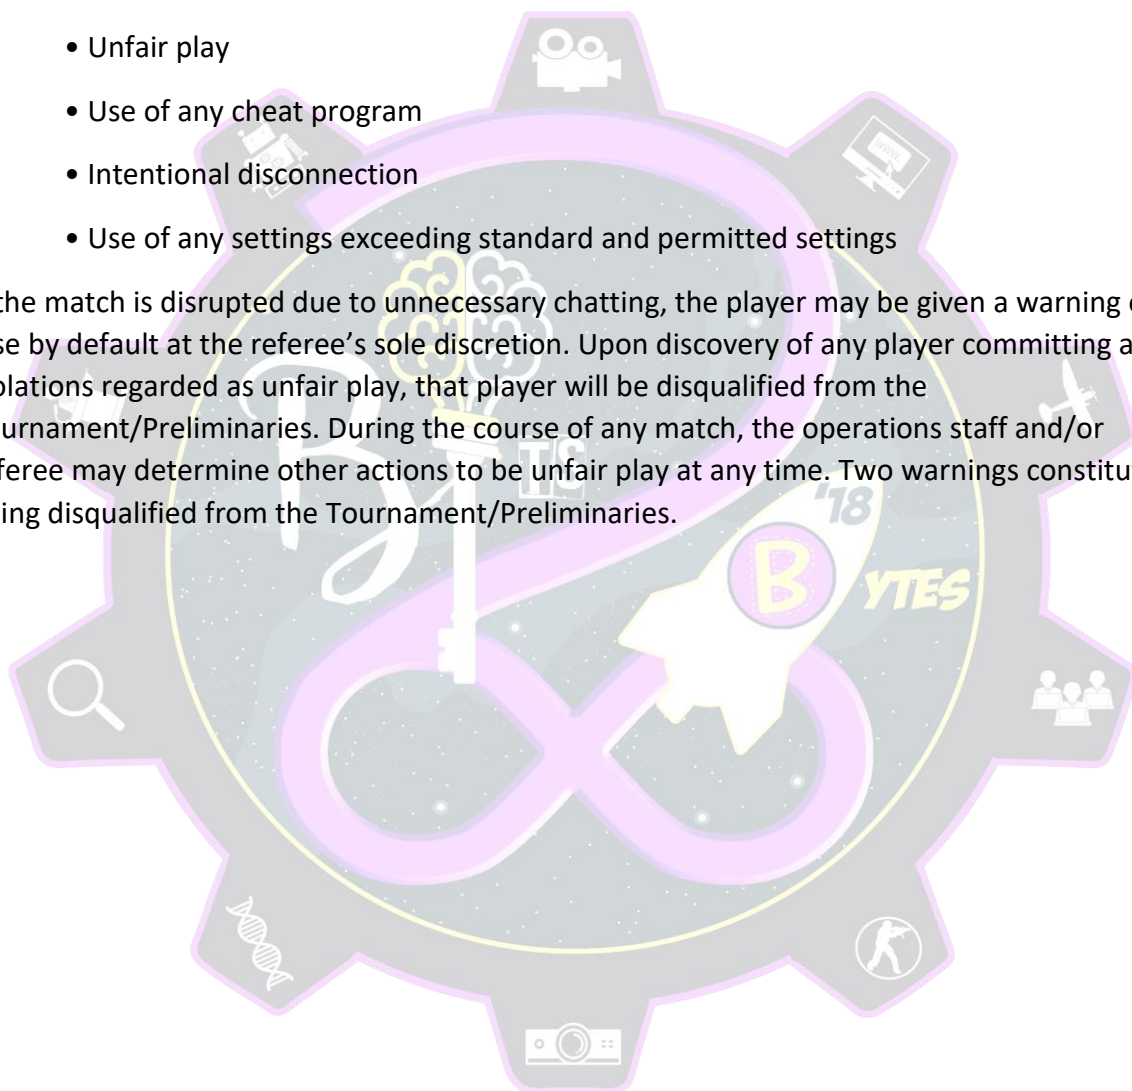 • Unfair play
• Use of any cheat program
• Intentional disconnection
• Use of any settings exceeding standard and permitted settings
the match is disrupted due to unnecessary chatting, the player may be given a warning
se by default at the referee’s sole discretion. Upon discovery of any player committing a
olations regarded as unfair play, that player will be disqualified from the
urnament/Preliminaries. During the course of any match, the operations staff and/or
feree may determine other actions to be unfair play at any time. Two warnings constitut
ing disqualified from the Tournament/Preliminaries.
WWW.
BITS
'18
B YTES